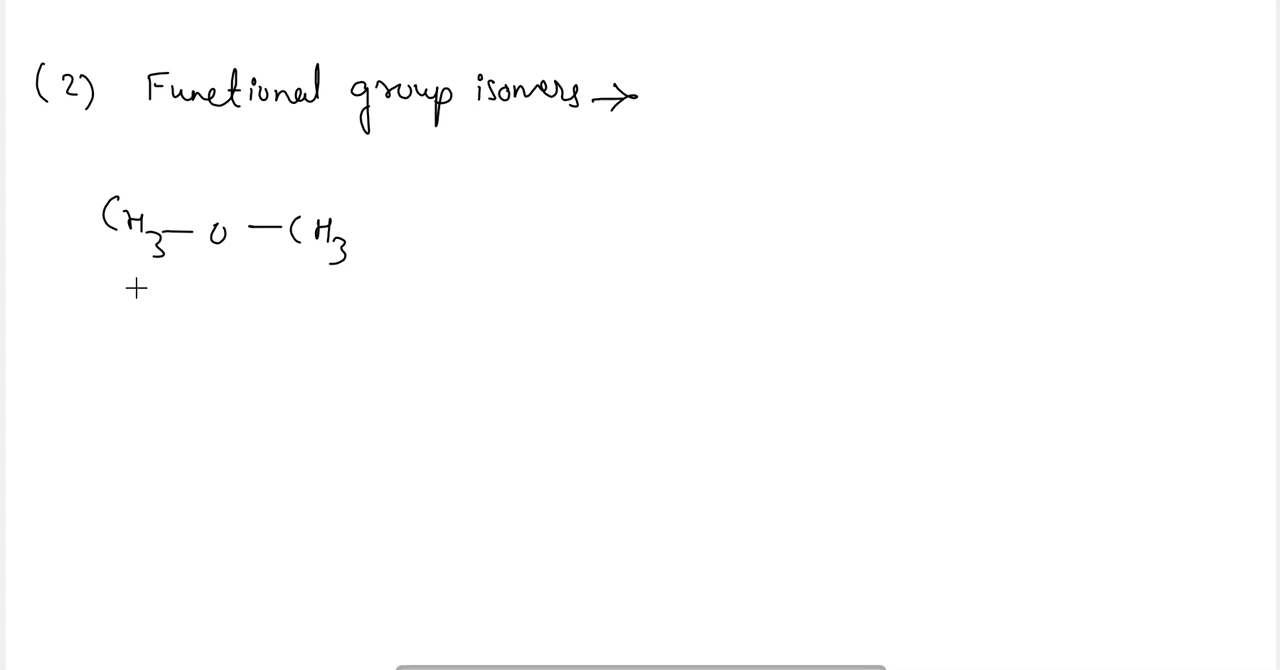 (2) Functional group isomers →
CH3 – O – CH3
+